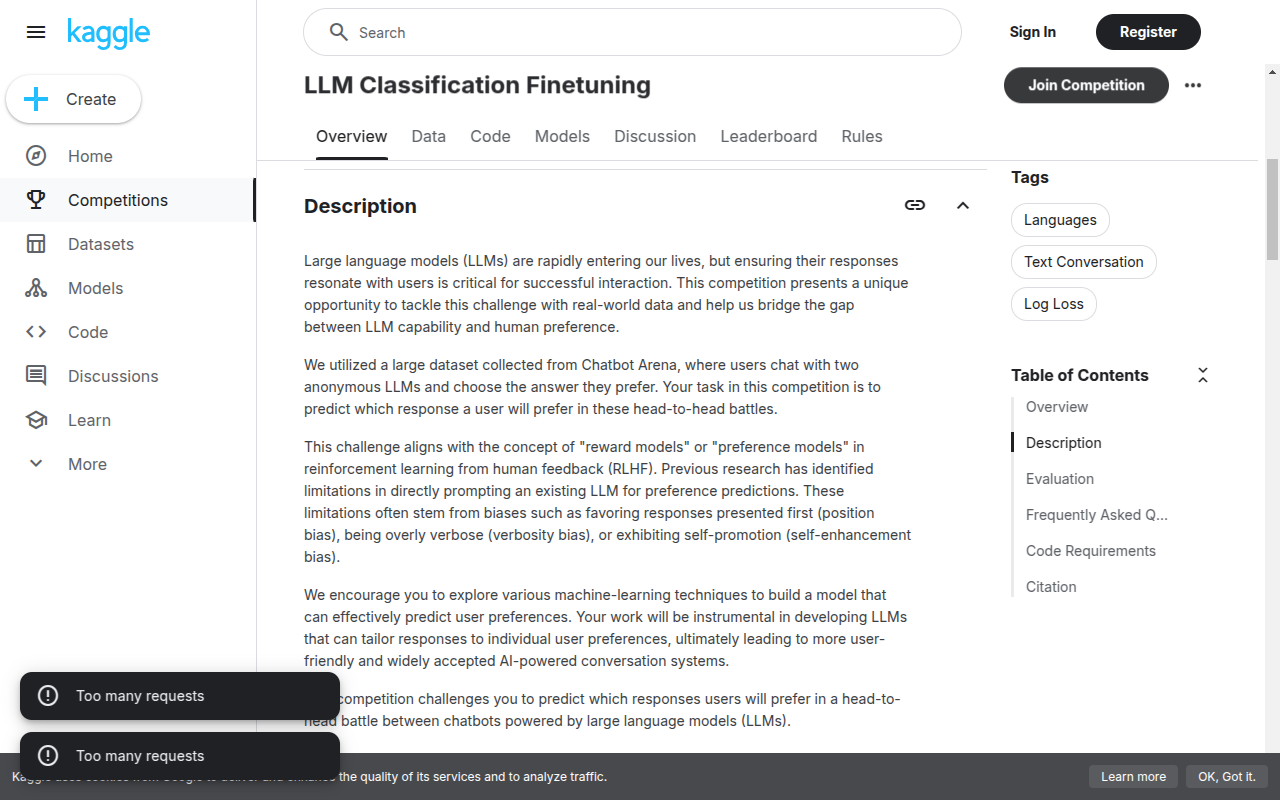 kaggle
Search
Sign In
Register
Create
Home
Competitions
Datasets
Models
Code
Discussions
Learn
More
LLM Classification Finetuning
Join Competition
Overview
Data
Code
Models
Discussion
Leaderboard
Rules
Description
Large language models (LLMs) are rapidly entering our lives, but ensuring their responses
resonate with users is critical for successful interaction. This competition presents a unique
opportunity to tackle this challenge with real-world data and help us bridge the gap
between LLM capability and human preference.
We utilized a large dataset collected from Chatbot Arena, where users chat with two
anonymous LLMs and choose the answer they prefer. Your task in this competition is to
predict which response a user will prefer in these head-to-head battles.
This challenge aligns with the concept of "reward models" or "preference models" in
reinforcement learning from human feedback (RLHF). Previous research has identified
limitations in directly prompting an existing LLM for preference predictions. These
limitations often stem from biases such as favoring responses presented first (position
bias), being overly verbose (verbosity bias), or exhibiting self-promotion (self-enhancement
bias).
We encourage you to explore various machine-learning techniques to build a model that
can effectively predict user preferences. Your work will be instrumental in developing LLMs
that can tailor responses to individual user preferences, ultimately leading to more user-
friendly and widely accepted AI-powered conversation systems.
competition challenges you to predict which responses users will prefer in a head-to-
head battle between chatbots powered by large language models (LLMs).
Tags
Languages
Text Conversation
Log Loss
Table of Contents
Overview
Description
Evaluation
Frequently Asked Q...
Code Requirements
Citation
Too many requests
Too many requests
the quality of its services and to analyze traffic.
Learn more
OK, Got it.